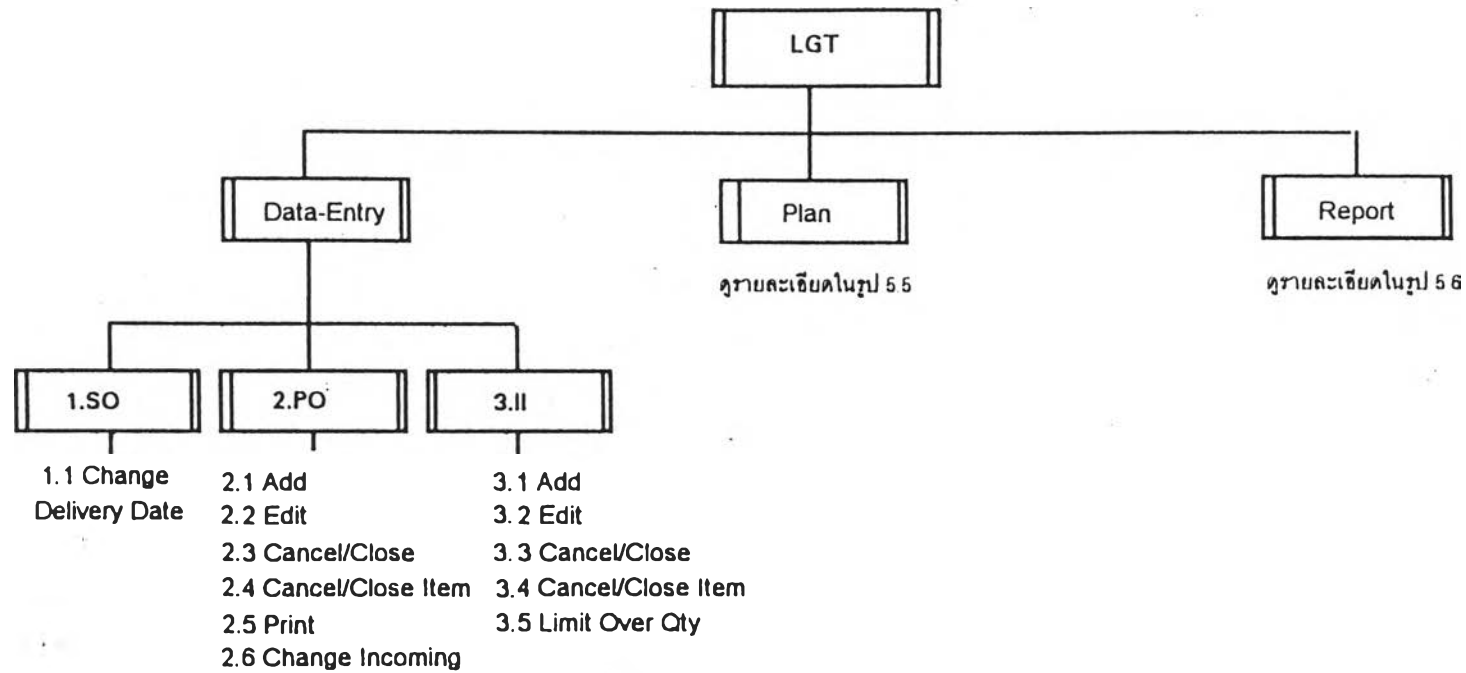 LGT
Data-Entry
Plan
Report
ดูรายละเอียดในรูป 5.5
ดูรายละเอียดในรูป 5 6
1.SO
2.PO
3.II
1.1 Change
Delivery Date
2.1 Add
2.2 Edit
2.3 Cancel/Close
2.4 Cancel/Close Item
2.5 Print
2.6 Change Incoming
3.1 Add
3.2 Edit
3.3 Cancel/Close
3.4 Cancel/Close Item
3.5 Limit Over Qty